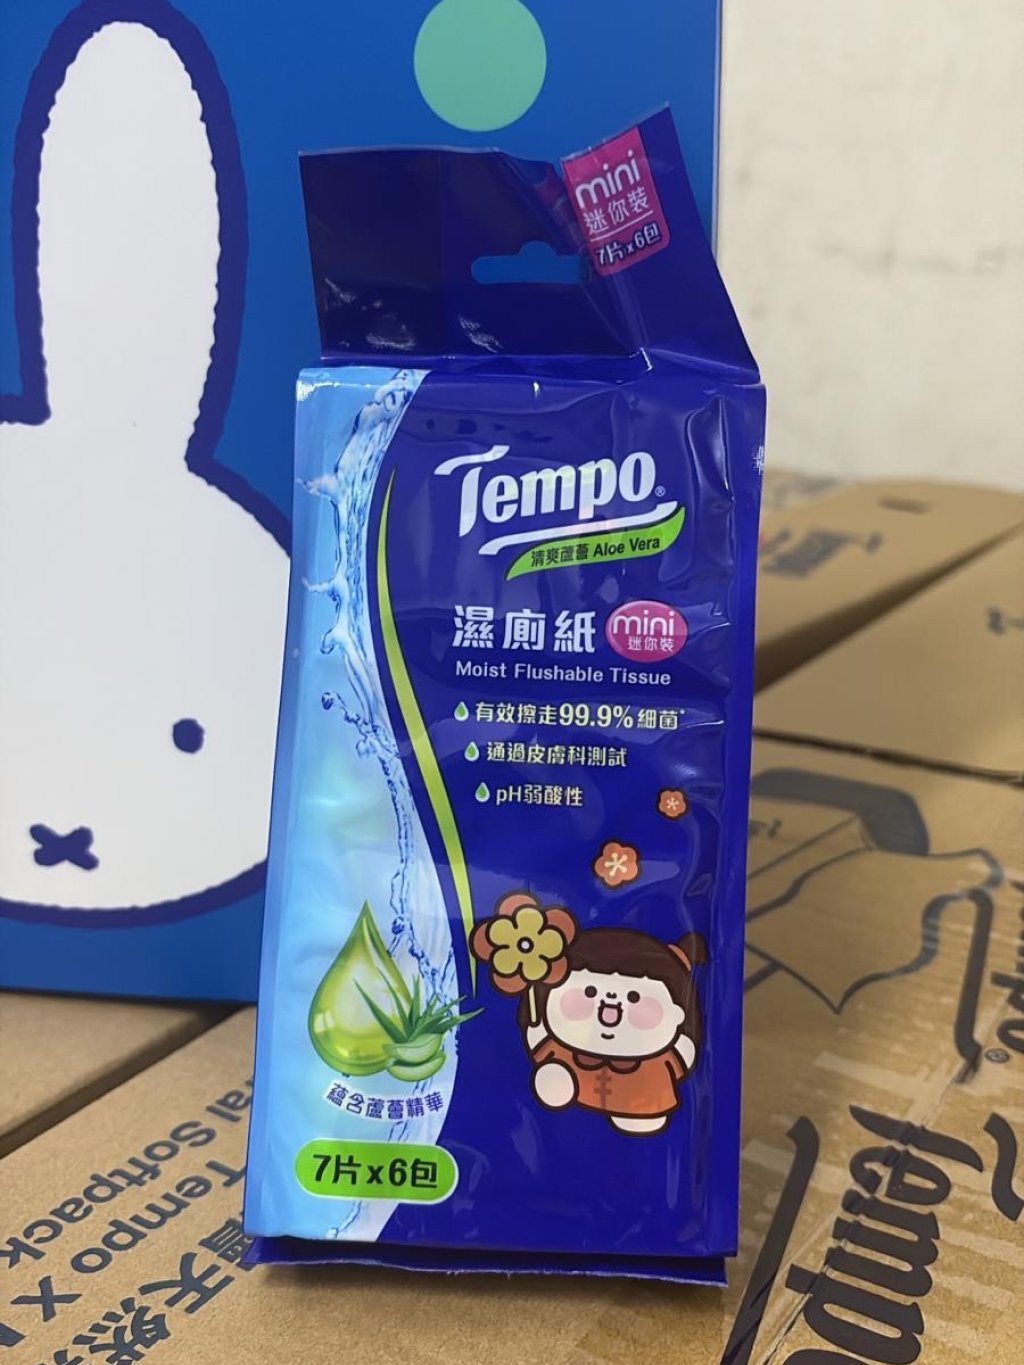 mini
迷你裝
7片x6包
Tempo®
清爽蘆薈 Aloe Vera
濕廁紙 mini 迷你裝
Moist Flushable Tissue
有效擦走99.9%細菌*
通過皮膚科測試
pH弱酸性
蘊含蘆薈精華
7片x6包
天然
Tempo x
Softpack
Tempo